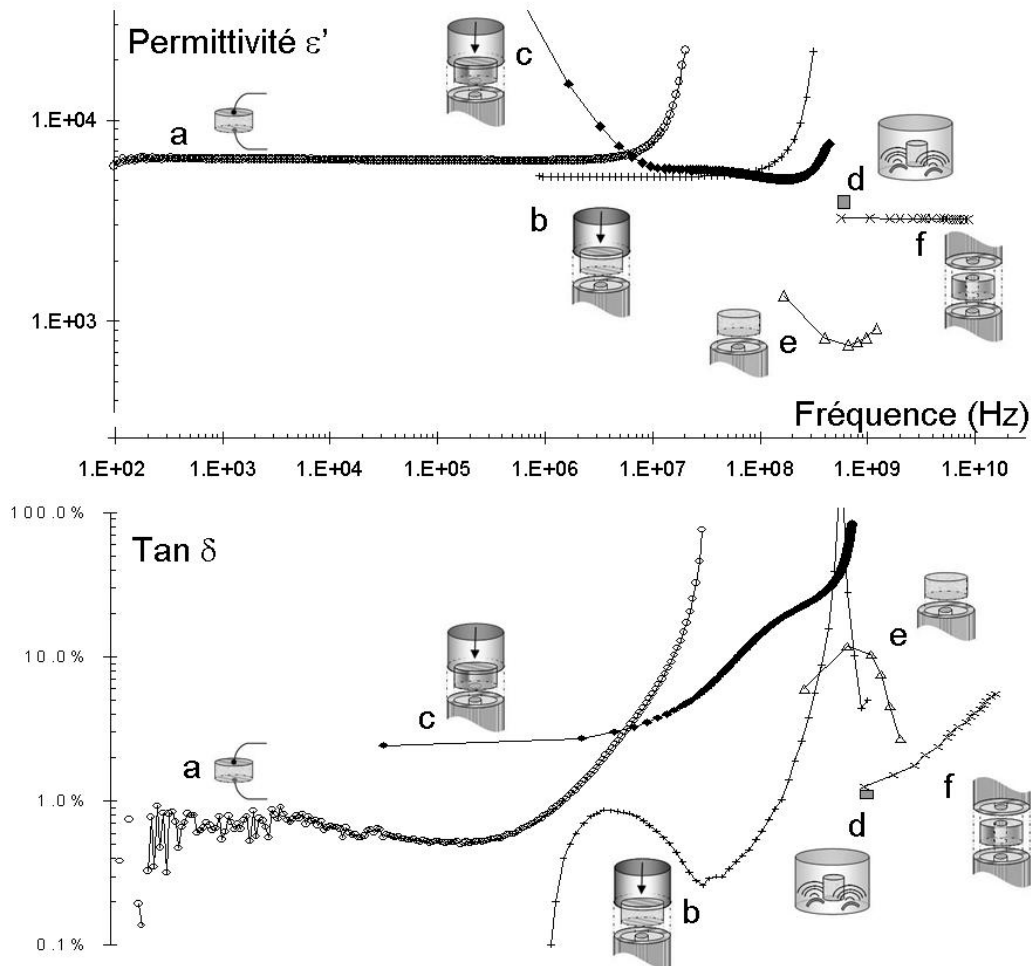 Permittivité ε’
c
1.E+04
a
d
b
f
1.E+03
e
Fréquence (Hz)
1.E+02 1.E+03 1.E+04 1.E+05 1.E+06 1.E+07 1.E+08 1.E+09 1.E+10
100.0%
Tan δ
e
10.0%
c
a
1.0%
f
d
b
0.1%